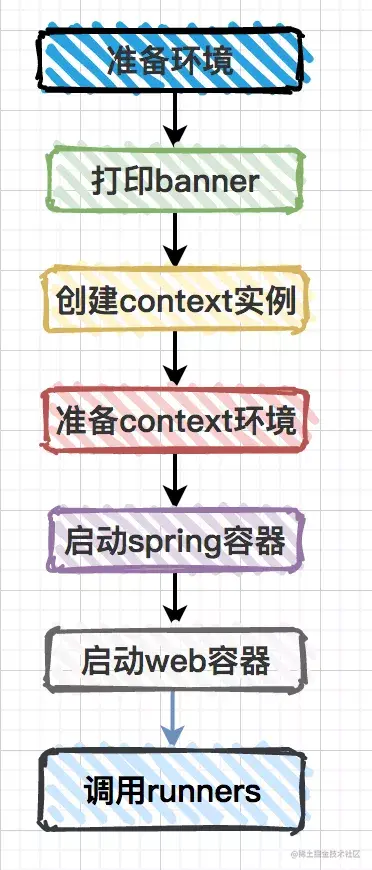 准备环境
打印banner
创建context实例
准备context环境
启动spring容器
启动web容器
调用runners
@稀土掘金技术社区